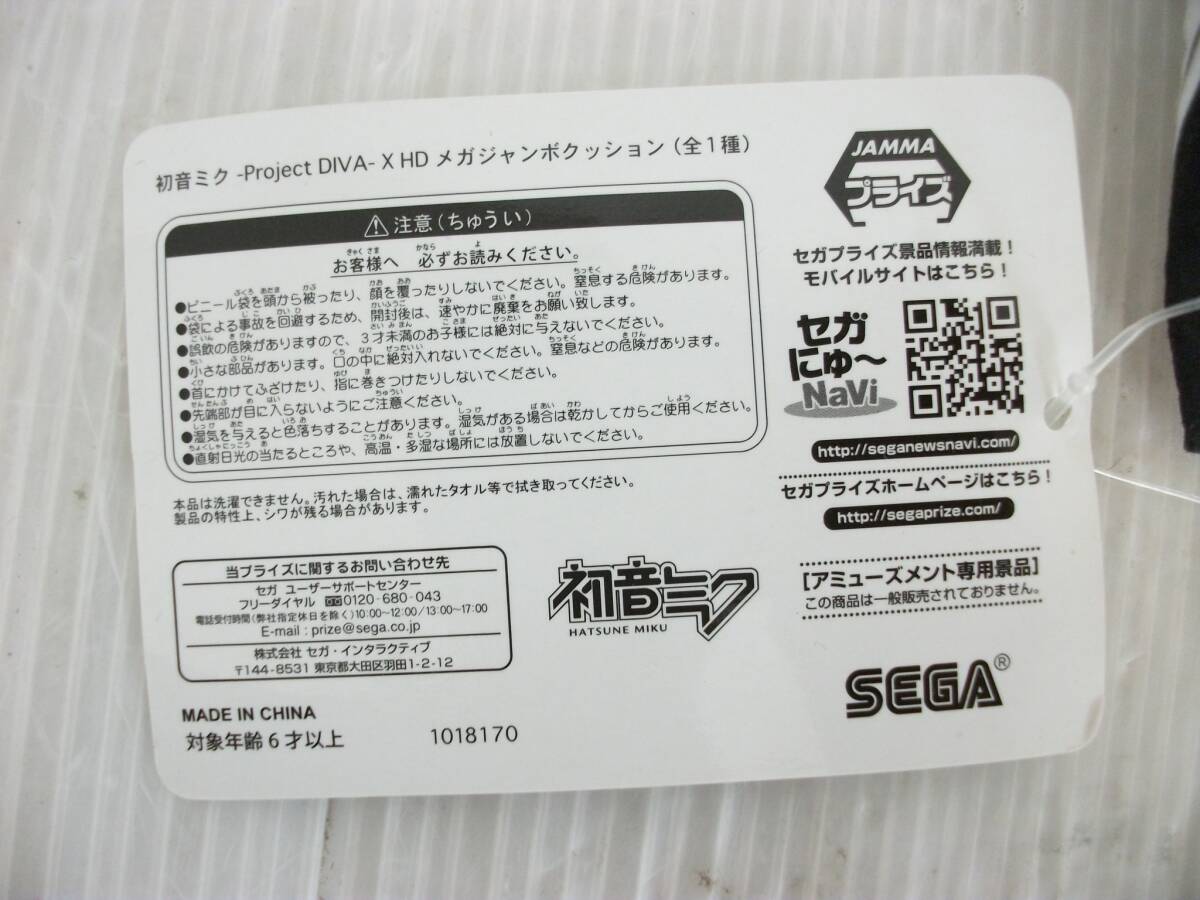 初音ミク -Project DIVA- X HD メガジャンボクッション（全1種）
⚠注意（ちゅうい）
お客様へ 必ずお読みください。
●ビニール袋を頭から被ったり、顔を覆ったりしないでください。窒息する危険があります。
●袋による事故を回避するため、開封後は、速やかに廃棄をお願い致します。
●誤飲の危険がありますので、3才未満のお子様には絶対に与えないでください。
●小さな部品があります。口の中に絶対入れないでください。窒息などの危険があります。
●首にかけてふざけたり、指に巻きつけたりしないでください。
●先端部が目に入らないようにご注意ください。
●湿気を与えると色落ちすることがあります。湿気がある場合は乾かしてからご使用ください。
●直射日光の当たるところや、高温・多湿な場所には放置しないでください。
本品は洗濯できません。汚れた場合は、濡れたタオル等で拭き取ってください。
製品の特性上、シワが残る場合があります。
当プライズに関するお問い合わせ先
セガ ユーザーサポートセンター
フリーダイヤル 0120-680-043
電話受付時間（弊社指定休日を除く）10:00~12:00/13:00~17:00
E-mail : prize@sega.co.jp
株式会社 セガ・インタラクティブ
〒144-8531 東京都大田区羽田1-2-12
MADE IN CHINA
対象年齢6才以上
1018170
初音ミク
HATSUNE MIKU
JAMMA
プライズ
セガプライズ景品情報満載！
モバイルサイトはこちら！
セガ
にゅ〜
NaVi
http://seganewsnavi.com/
セガプライズホームページはこちら！
http://segaprize.com/
【アミューズメント専用景品】
この商品は一般販売されておりません。
SEGA®